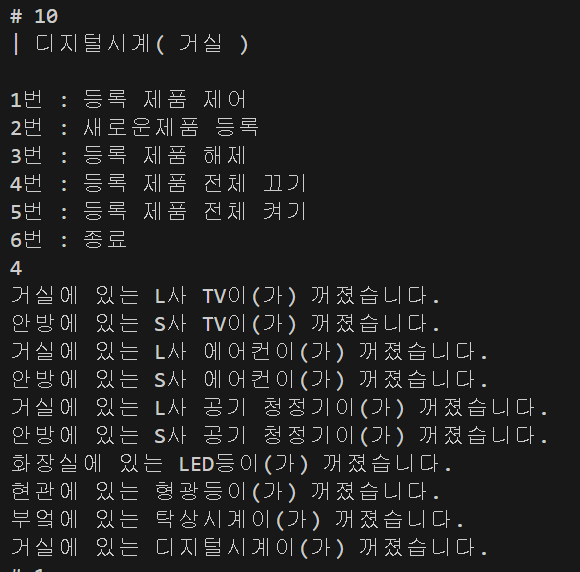 # 10
| 디지털시계( 거실 )
1번 : 등록 제품 제어
2번 : 새로운제품 등록
3번 : 등록 제품 해제
4번 : 등록 제품 전체 끄기
5번 : 등록 제품 전체 켜기
6번 : 종료
4
거실에 있는 L사 TV이(가) 꺼졌습니다.
안방에 있는 S사 TV이(가) 꺼졌습니다.
거실에 있는 L사 에어컨이(가) 꺼졌습니다.
안방에 있는 S사 에어컨이(가) 꺼졌습니다.
거실에 있는 L사 공기 청정기이(가) 꺼졌습니다.
안방에 있는 S사 공기 청정기이(가) 꺼졌습니다.
화장실에 있는 LED등이(가) 꺼졌습니다.
현관에 있는 형광등이(가) 꺼졌습니다.
부엌에 있는 탁상시계이(가) 꺼졌습니다.
거실에 있는 디지털시계이(가) 꺼졌습니다.